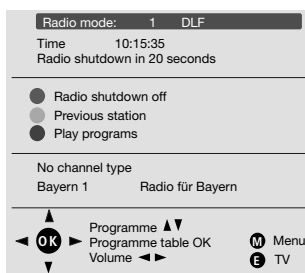 Radio mode: 1 DLF
Time 10:15:35
Radio shutdown in 20 seconds
Radio shutdown off
Previous station
Play programs
No channel type
Bayern 1 Radio für Bayern
OK
Programme ▲▼
Programme table OK
Volume ◄►
M Menu
E TV